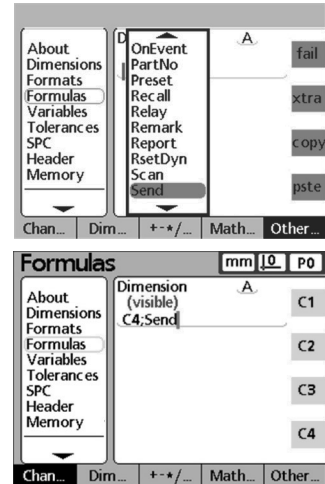 About
Dimensions
Formats
Formulas
Variables
Tolerances
SPC
Header
Memory
D
OnEvent
PartNo
Preset
Recall
Relay
Remark
Report
RsetDyn
Scan
Send
A
fail
xtra
copy
pste
Chan... Dim... +-*/... Math... Other...
Formulas mm P0
About
Dimensions
Formats
Formulas
Variables
Tolerances
SPC
Header
Memory
Dimension A
(visible)
C4;Send
C1
C2
C3
C4
Chan... Dim... +-*/... Math... Other...